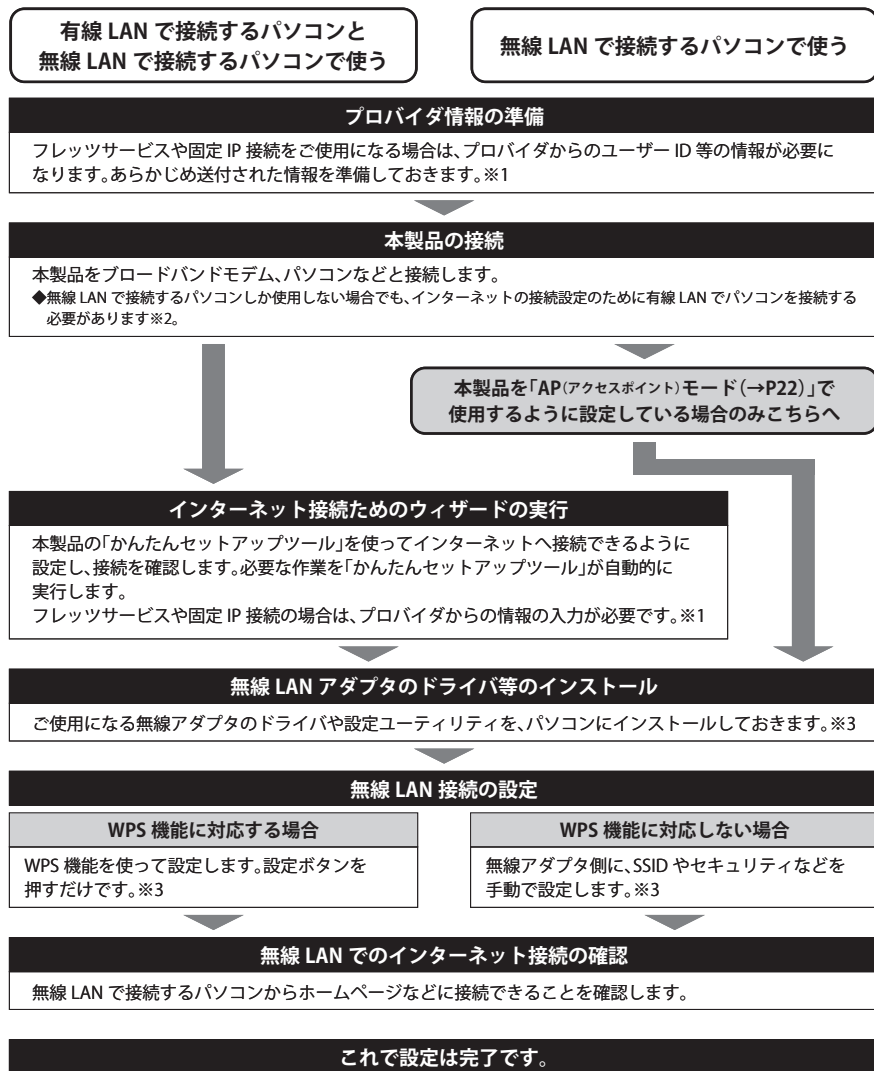 有線 LAN で接続するパソコンと
無線 LAN で接続するパソコンで使う
無線 LAN で接続するパソコンで使う
プロバイダ情報の準備
フレッツサービスや固定 IP 接続をご使用になる場合は、プロバイダからのユーザー ID 等の情報が必要に
なります。あらかじめ送付された情報を準備しておきます。※1
本製品の接続
本製品をブロードバンドモデム、パソコンなどと接続します。
◆無線 LAN で接続するパソコンしか使用しない場合でも、インターネットの接続設定のために有線 LAN でパソコンを接続する
必要があります※2。
本製品を「AP(アクセスポイント)モード(→P22)」で
使用するように設定している場合のみこちらへ
インターネット接続ためのウィザードの実行
本製品の「かんたんセットアップツール」を使ってインターネットへ接続できるように
設定し、接続を確認します。必要な作業を「かんたんセットアップツール」が自動的に
実行します。
フレッツサービスや固定 IP 接続の場合は、プロバイダからの情報の入力が必要です。※1
無線 LAN アダプタのドライバ等のインストール
ご使用になる無線アダプタのドライバや設定ユーティリティを、パソコンにインストールしておきます。※3
無線 LAN 接続の設定
WPS 機能に対応する場合
WPS 機能を使って設定します。設定ボタンを
押すだけです。※3
WPS 機能に対応しない場合
無線アダプタ側に、SSID やセキュリティなどを
手動で設定します。※3
無線 LAN でのインターネット接続の確認
無線 LAN で接続するパソコンからホームページなどに接続できることを確認します。
これで設定は完了です。